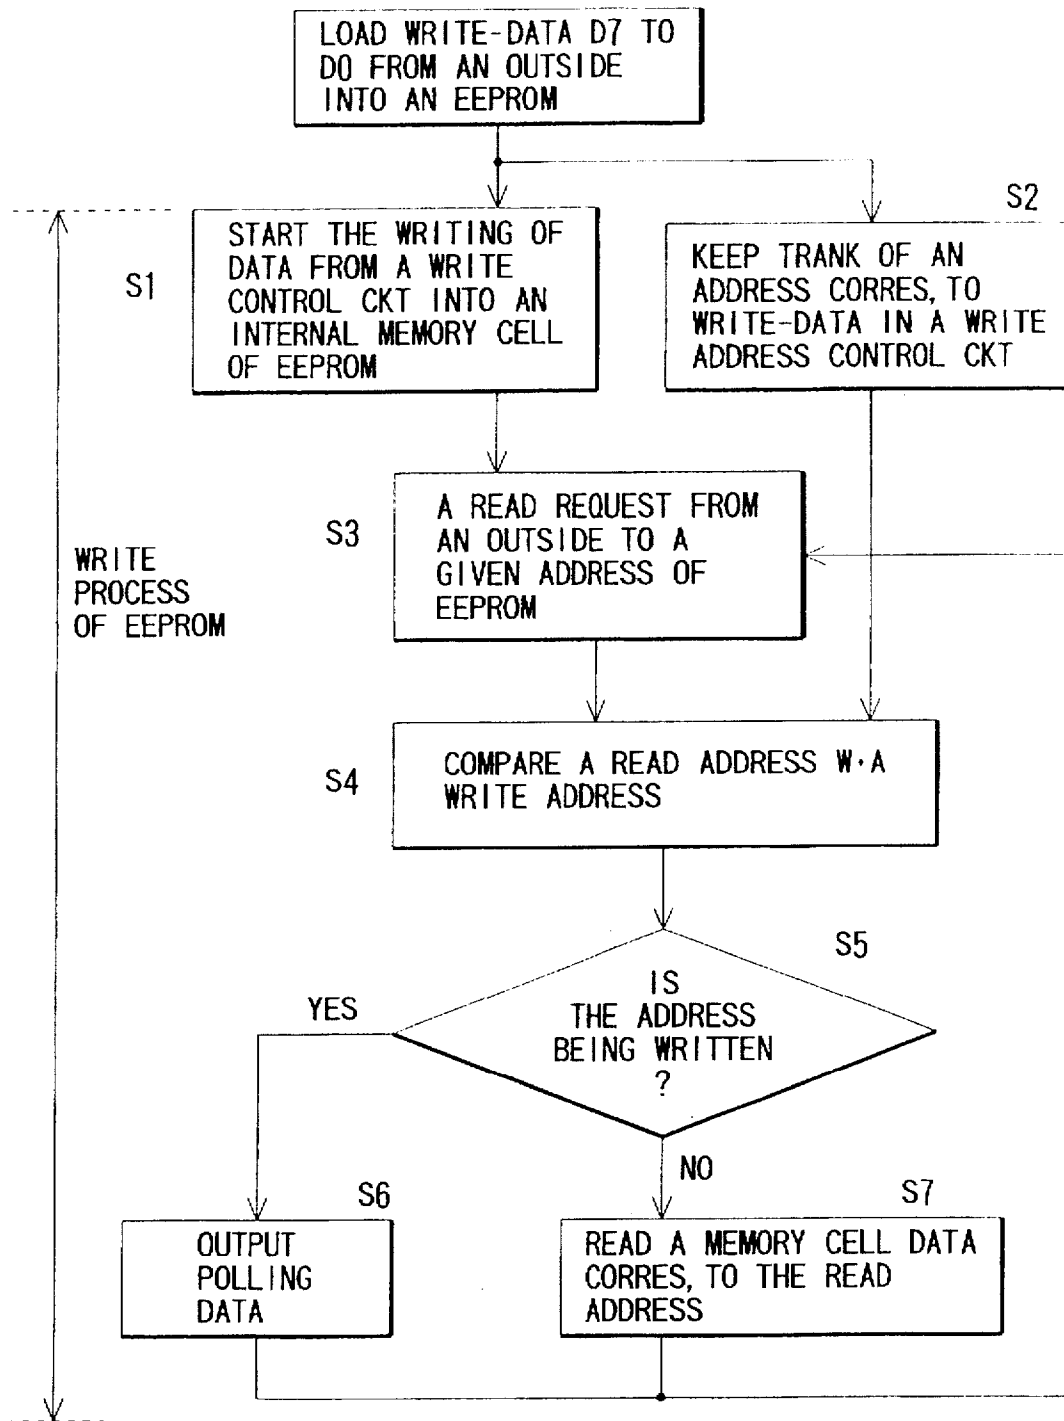 LOAD WRITE-DATA D7 TO
D0 FROM AN OUTSIDE
INTO AN EEPROM
S1
START THE WRITING OF
DATA FROM A WRITE
CONTROL CKT INTO AN
INTERNAL MEMORY CELL
OF EEPROM
S2
KEEP TRANK OF AN
ADDRESS CORRES, TO
WRITE-DATA IN A WRITE
ADDRESS CONTROL CKT
WRITE
PROCESS
OF EEPROM
S3
A READ REQUEST FROM
AN OUTSIDE TO A
GIVEN ADDRESS OF
EEPROM
S4
COMPARE A READ ADDRESS W·A
WRITE ADDRESS
S5
IS
THE ADDRESS
BEING WRITTEN
?
YES
NO
S6
OUTPUT
POLLING
DATA
S7
READ A MEMORY CELL DATA
CORRES, TO THE READ
ADDRESS